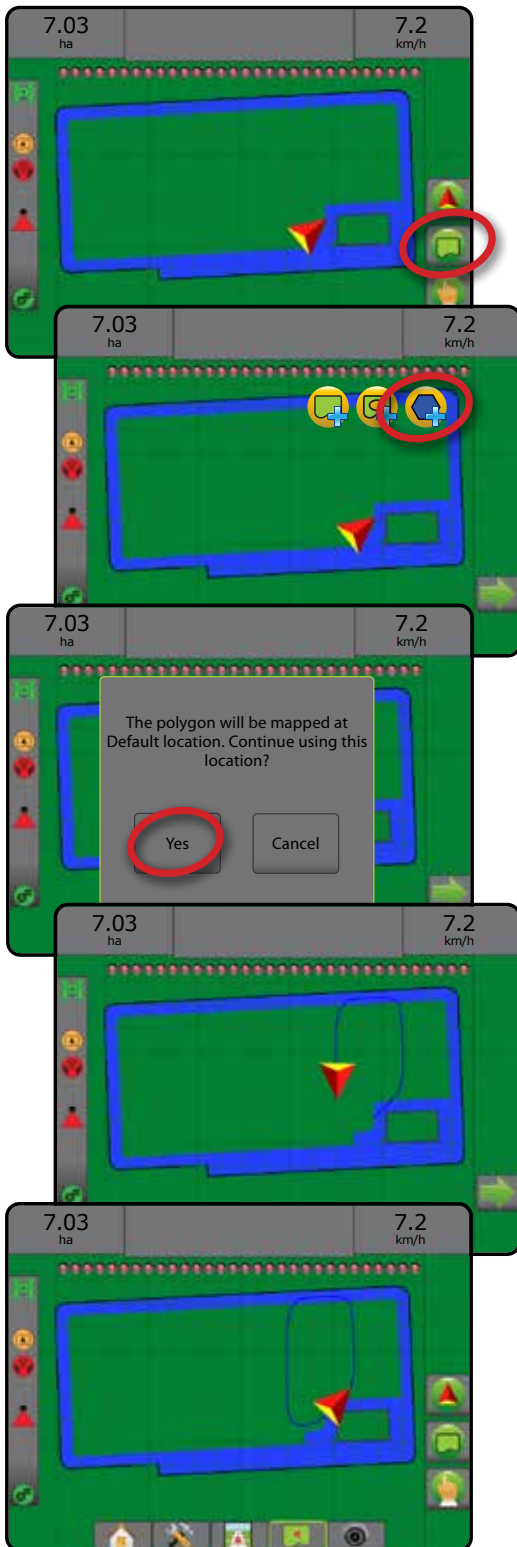 7.03 7.2
ha km/h
7.03 7.2
ha km/h
7.03 7.2
ha km/h
The polygon will be mapped at
Default location. Continue using this
location?
Yes Cancel
7.03 7.2
ha km/h
7.03 7.2
ha km/h